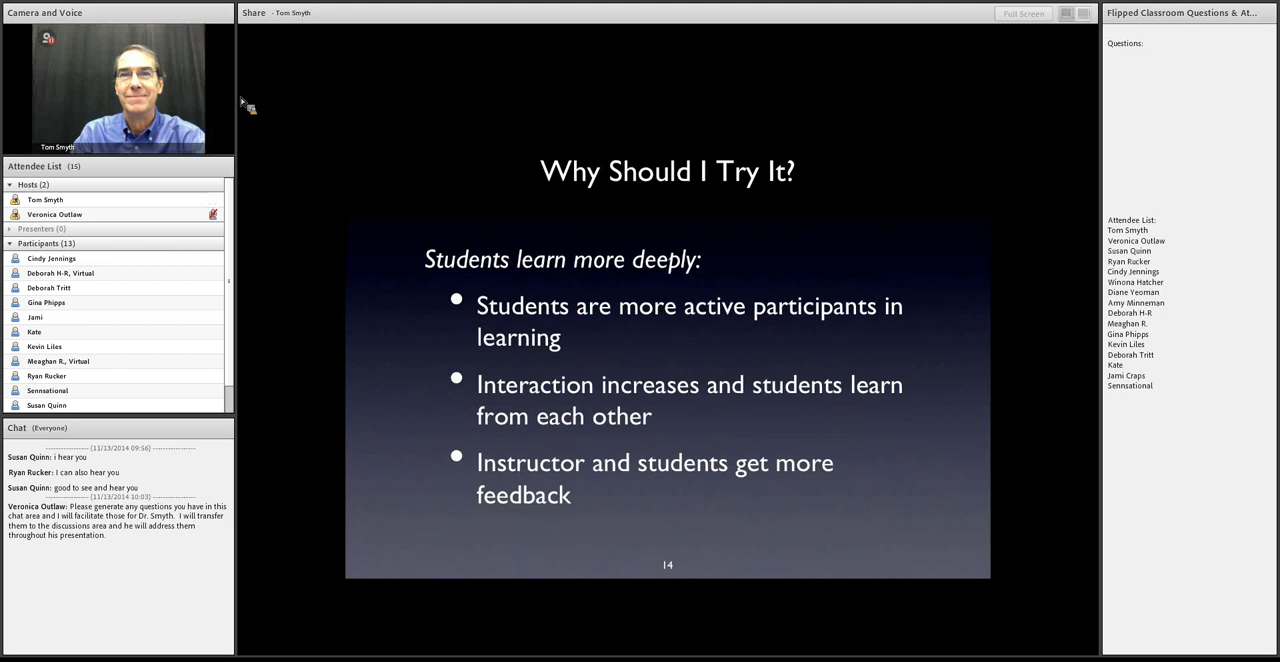 Camera and Voice
Tom Smyth
Attendee List (15)
Hosts (2)
Tom Smyth
Veronica Outlaw
Presenters (0)
Participants (13)
Cindy Jennings
Deborah H-R, Virtual
Deborah Tritt
Gina Phipps
Jami
Kate
Kevin Liles
Meaghan R., Virtual
Ryan Rucker
Sennsational
Susan Quinn
Chat (Everyone)
----------------- (11/13/2014 09:56) -----------------
Susan Quinn: i hear you
Ryan Rucker: I can also hear you
Susan Quinn: good to see and hear you
----------------- (11/13/2014 10:03) -----------------
Veronica Outlaw: Please generate any questions you have in this
chat area and I will facilitate those for Dr. Smyth. I will transfer
them to the discussions area and he will address them
throughout his presentation.
Share - Tom Smyth
Full Screen
Why Should I Try It?
Students learn more deeply:
• Students are more active participants in
learning
• Interaction increases and students learn
from each other
• Instructor and students get more
feedback
14
Flipped Classroom Questions & At...
Questions:
Attendee List:
Tom Smyth
Veronica Outlaw
Susan Quinn
Ryan Rucker
Cindy Jennings
Winona Hatcher
Diane Yeoman
Amy Minneman
Deborah H-R
Meaghan R.
Gina Phipps
Kevin Liles
Deborah Tritt
Kate
Jami Craps
Sennsational